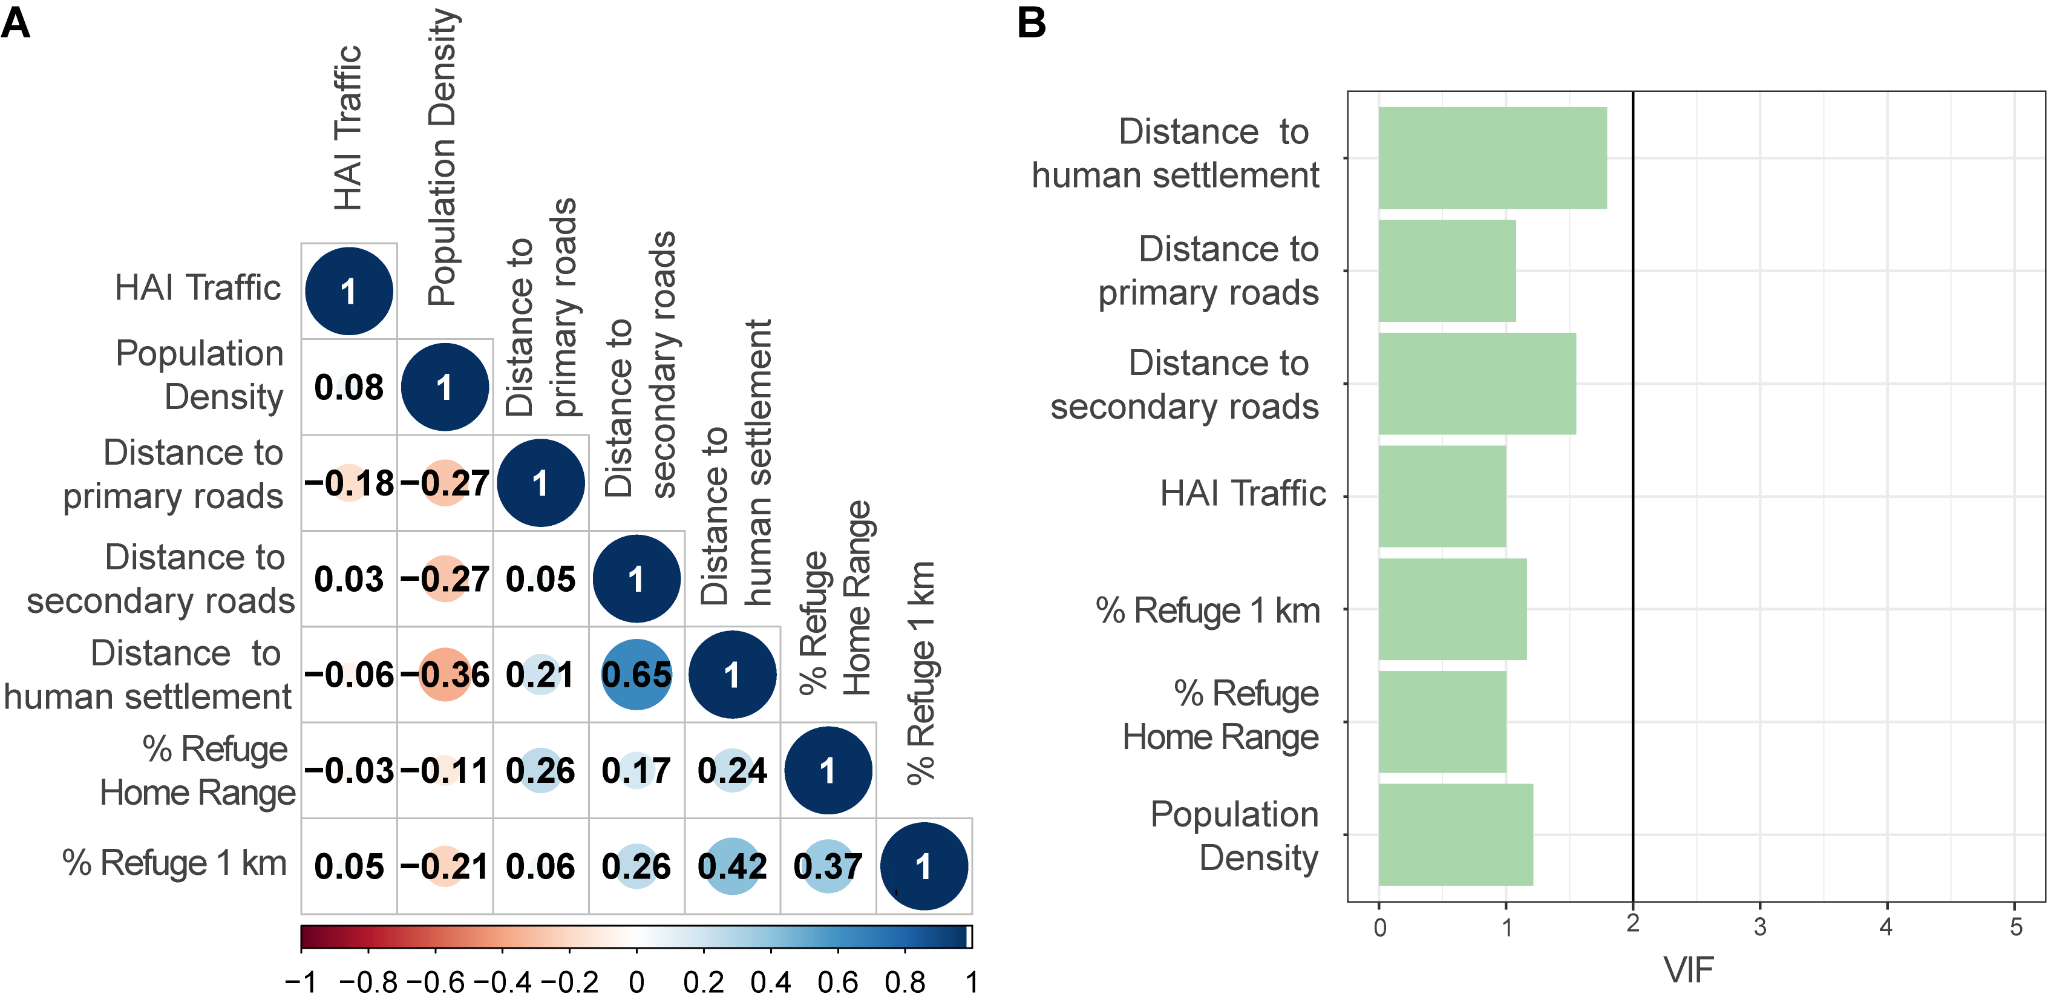 A
HAI Traffic
Population Density
Distance to
primary roads
Distance to
secondary roads
Distance to
human settlement
% Refuge
Home Range
% Refuge 1 km
HAI Traffic
1
Population
Density
0.08
1
Distance to
primary roads
−0.18
−0.27
1
Distance to
secondary roads
0.03
−0.27
0.05
1
Distance to
human settlement
−0.06
−0.36
0.21
0.65
1
% Refuge
Home Range
−0.03
−0.11
0.26
0.17
0.24
1
% Refuge 1 km
0.05
−0.21
0.06
0.26
0.42
0.37
1
−1 −0.8 −0.6 −0.4 −0.2 0 0.2 0.4 0.6 0.8 1
B
Distance to
human settlement
Distance to
primary roads
Distance to
secondary roads
HAI Traffic
% Refuge 1 km
% Refuge
Home Range
Population
Density
0 1 2 3 4 5
VIF